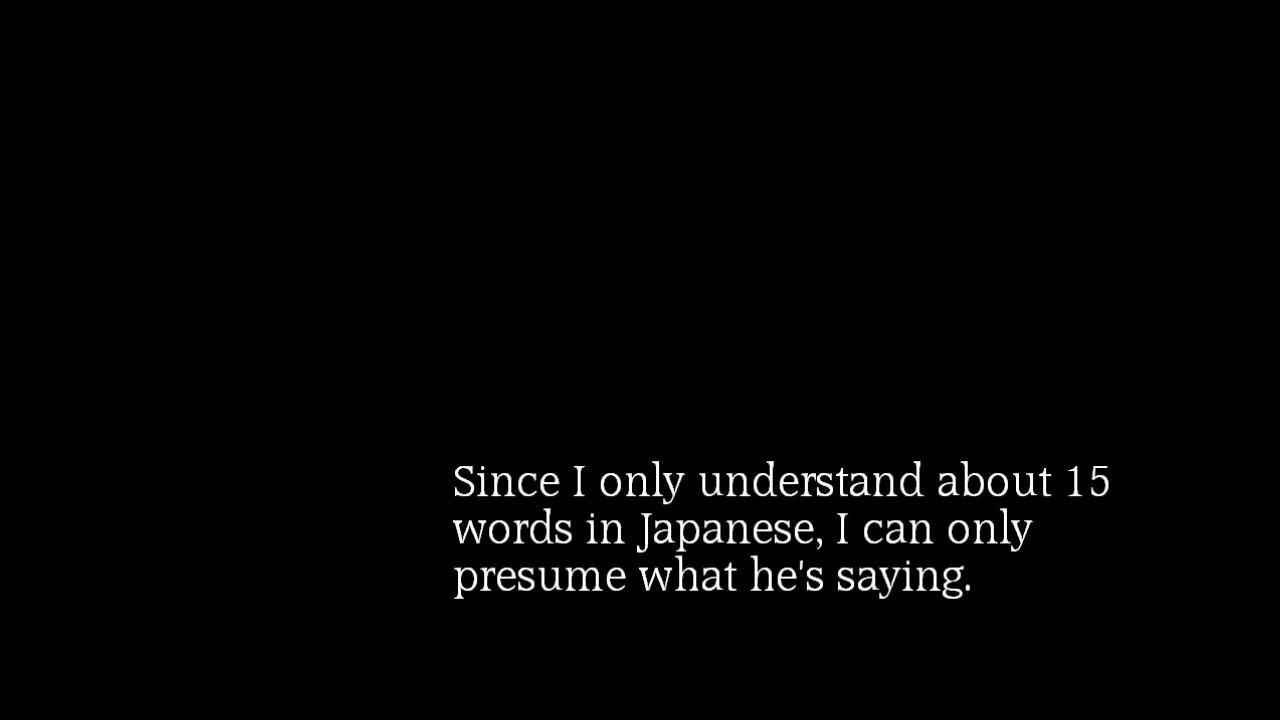 Since I only understand about 15
words in Japanese, I can only
presume what he's saying.